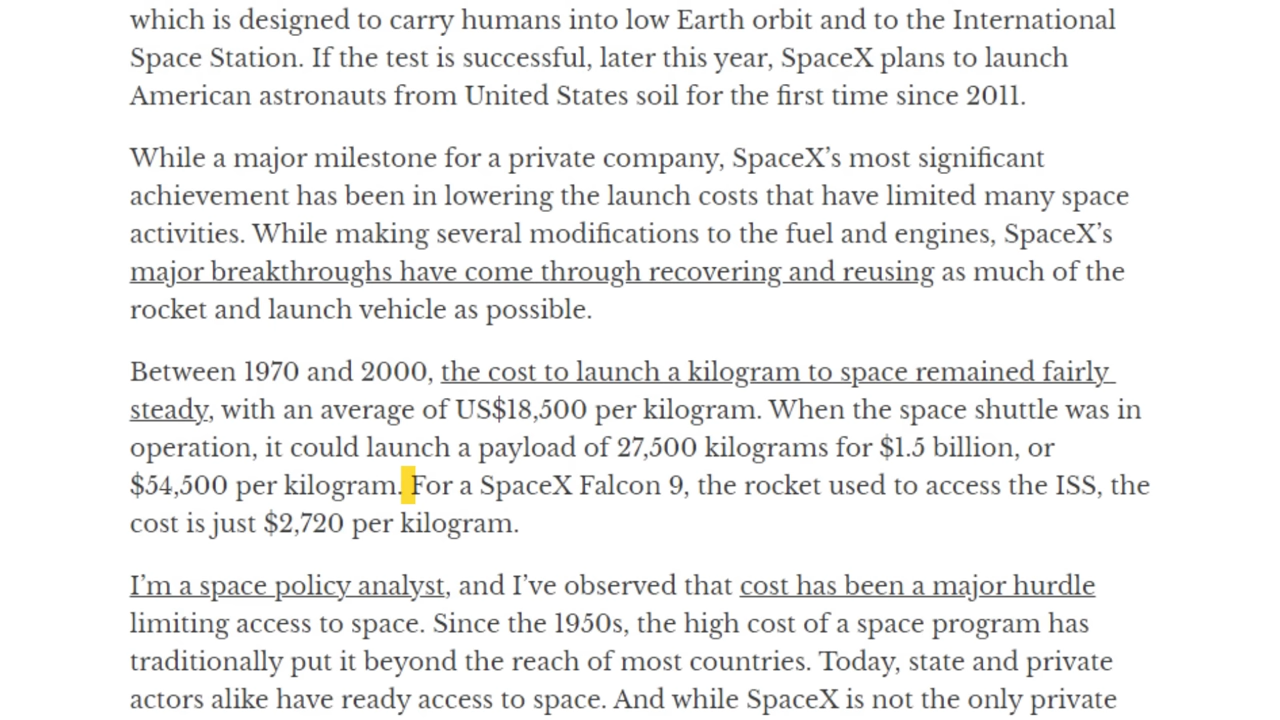 which is designed to carry humans into low Earth orbit and to the International
Space Station. If the test is successful, later this year, SpaceX plans to launch
American astronauts from United States soil for the first time since 2011.
While a major milestone for a private company, SpaceX’s most significant
achievement has been in lowering the launch costs that have limited many space
activities. While making several modifications to the fuel and engines, SpaceX’s
major breakthroughs have come through recovering and reusing as much of the
rocket and launch vehicle as possible.
Between 1970 and 2000, the cost to launch a kilogram to space remained fairly
steady, with an average of US$18,500 per kilogram. When the space shuttle was in
operation, it could launch a payload of 27,500 kilograms for $1.5 billion, or
$54,500 per kilogram. For a SpaceX Falcon 9, the rocket used to access the ISS, the
cost is just $2,720 per kilogram.
I’m a space policy analyst, and I’ve observed that cost has been a major hurdle
limiting access to space. Since the 1950s, the high cost of a space program has
traditionally put it beyond the reach of most countries. Today, state and private
actors alike have ready access to space. And while SpaceX is not the only private